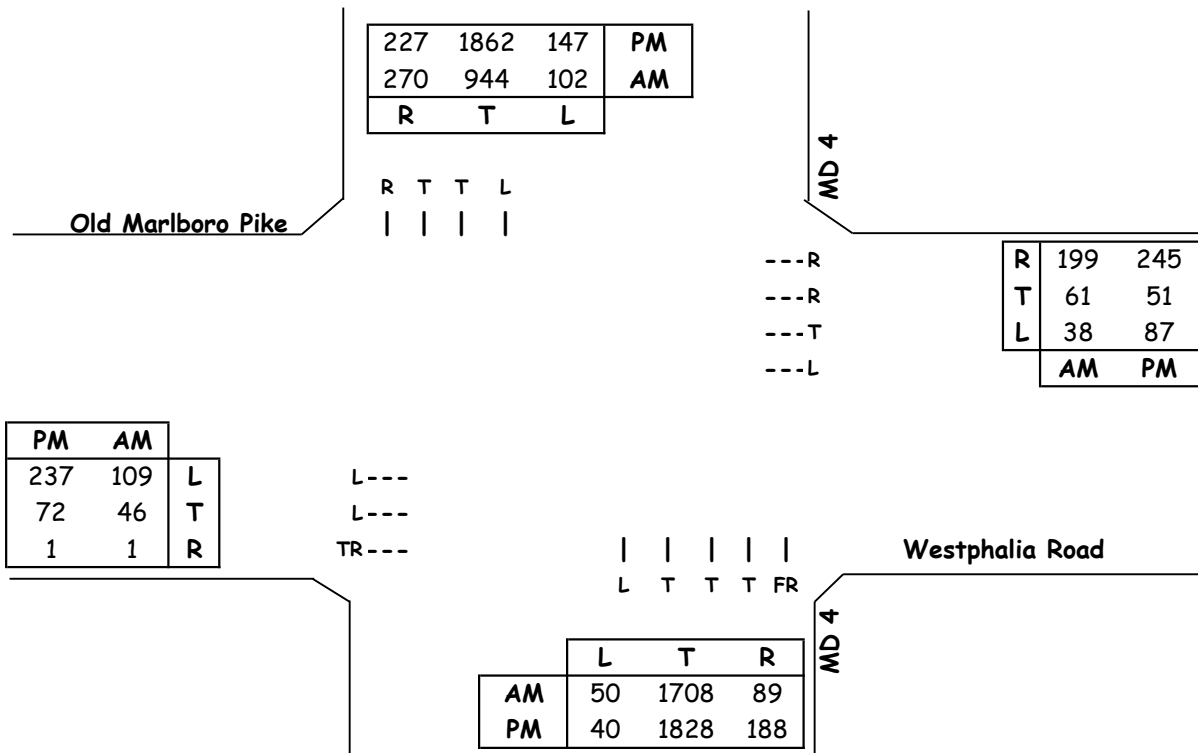 227 1862 147 PM
270 944 102 AM
R T L
MD 4
R T T L
Old Marlboro Pike
---R
---R
---T
---L
R 199 245
T 61 51
L 38 87
AM PM
PM AM
237 109 L
72 46 T
1 1 R
L---
L---
TR---
Westphalia Road
L T T T FR
MD 4
L T R
AM 50 1708 89
PM 40 1828 188